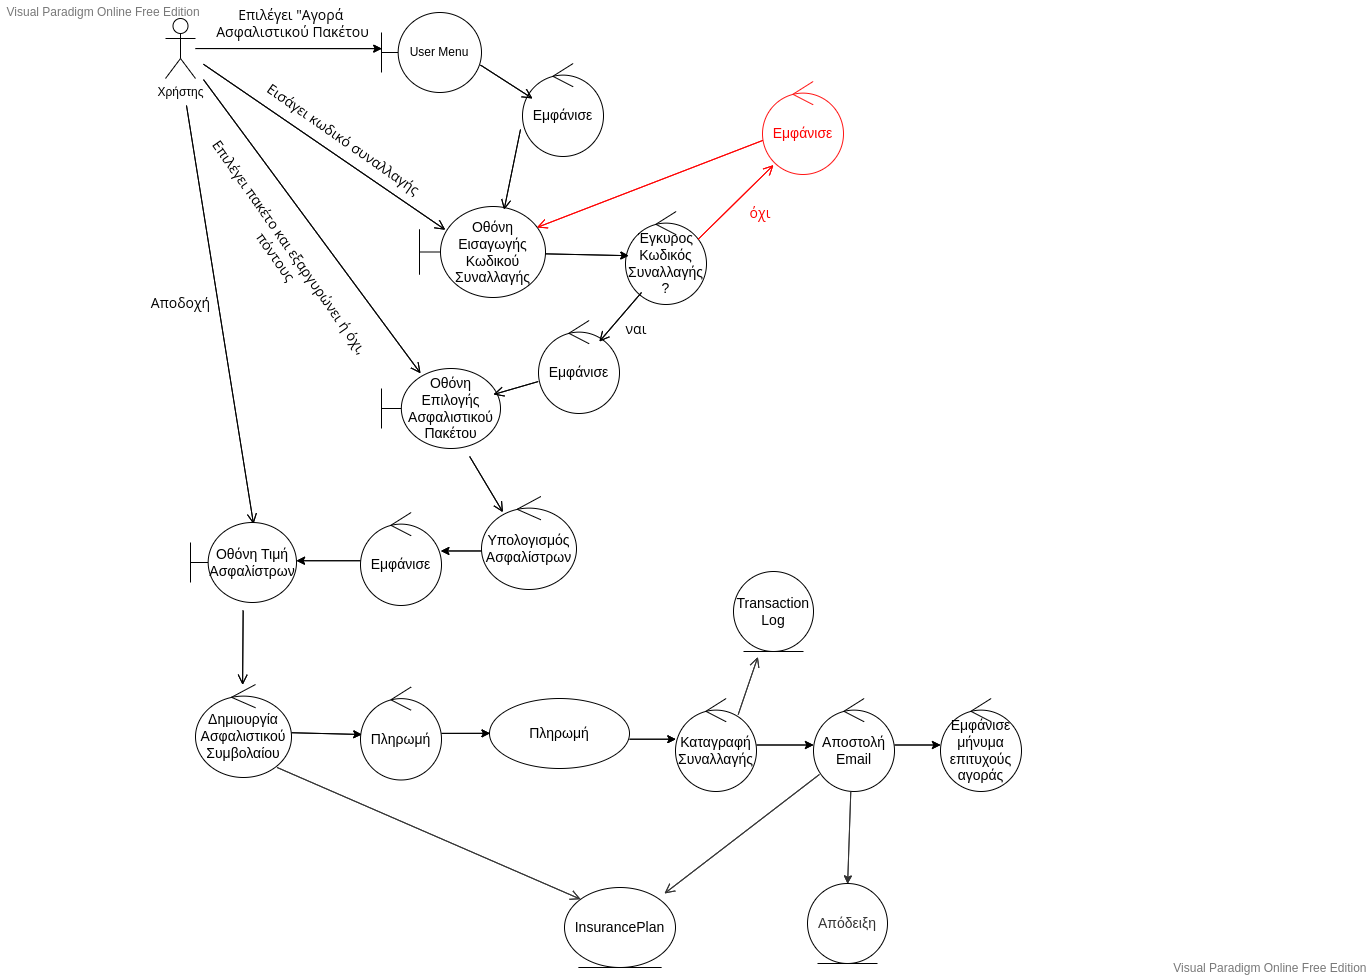 Visual Paradigm Online Free Edition
Επιλέγει "Αγορά
Ασφαλιστικού Πακέτου
User Menu
Χρήστης
Εμφάνισε
Εισάγει κωδικό συναλλαγής
Εμφάνισε
Επιλέγει πακέτο και εξαργυρώνει ή όχι,
πόντους
όχι
Οθόνη
Εισαγωγής
Κωδικού
Συναλλαγής
Εγκυρος
Κωδικός
Συναλλαγής
?
Αποδοχή
ναι
Εμφάνισε
Οθόνη
Επιλογής
Ασφαλιστικού
Πακέτου
Οθόνη Τιμή
Ασφαλίστρων
Εμφάνισε
Υπολογισμός
Ασφαλίστρων
Transaction
Log
Δημιουργία
Ασφαλιστικού
Συμβολαίου
Πληρωμή
Πληρωμή
Καταγραφή
Συναλλαγής
Αποστολή
Email
Εμφάνισε
μήνυμα
επιτυχούς
αγοράς
InsurancePlan
Απόδειξη
Visual Paradigm Online Free Edition